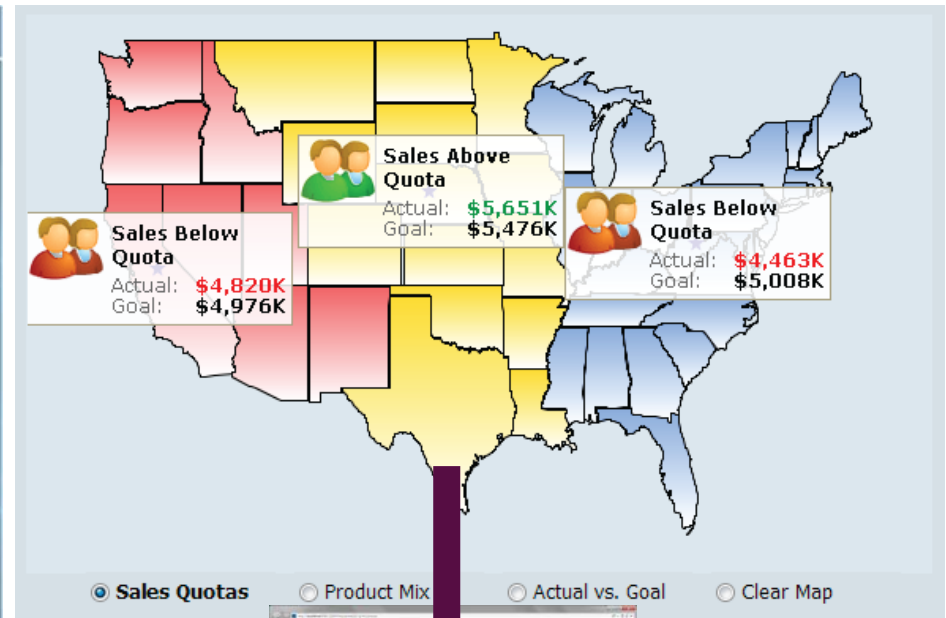 Sales Above
Quota
Actual: $5,651K
Goal: $5,476K
Sales Below
Quota
Actual: $4,820K
Goal: $4,976K
Sales Below
Quota
Actual: $4,463K
Goal: $5,008K
Sales Quotas Product Mix Actual vs. Goal Clear Map